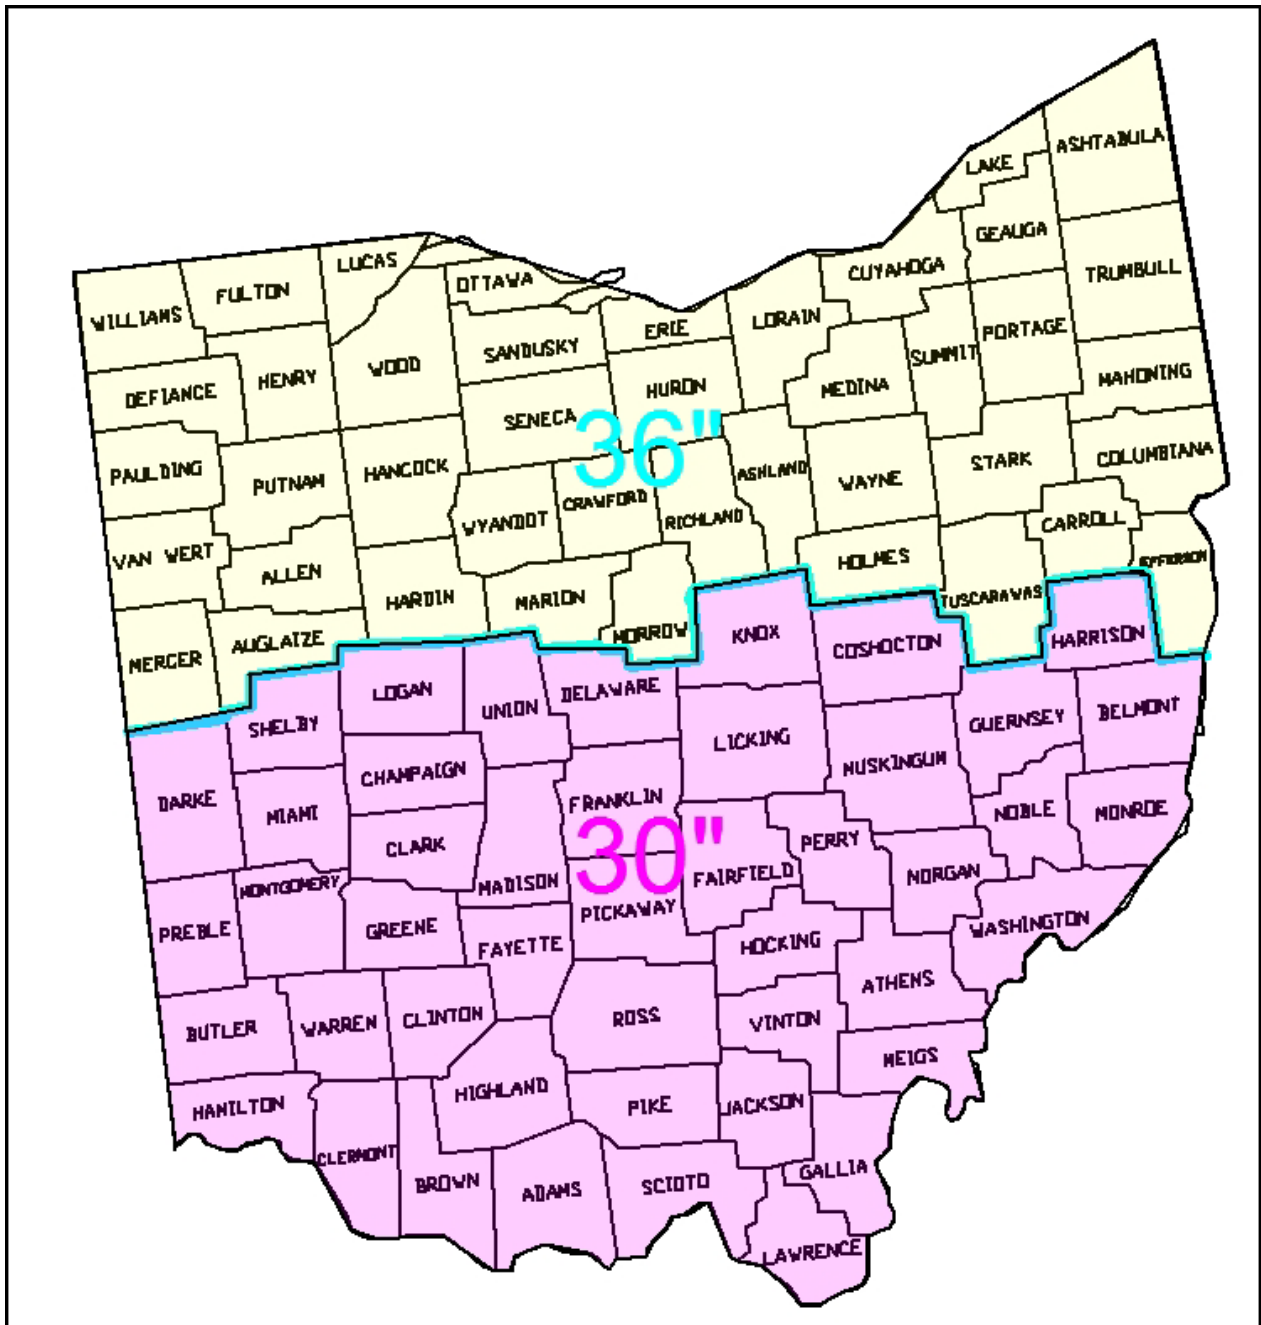 ASHTABULA
LAKE
GEAUGA
LUCAS
CUYAHOGA
TRUMBULL
OTTAWA
FULTON
WILLIAMS
LORAIN
ERIE
PORTAGE
SANDUSKY
SUMMIT
WOOD
HENRY
MAHONING
HURON
MEDINA
DEFIANCE
SENECA
36"
COLUMBIANA
STARK
PAULDING
HANCOCK
ASHLAND
WAYNE
PUTNAM
CRAWFORD
WYANDOT
RICHLAND
CARROLL
VAN WERT
HOLMES
JEFFERSON
ALLEN
HARDIN
MARION
TUSCARAWAS
AUGLAIZE
MORROW
KNOX
COSHOCTON
HARRISON
MERCER
LOGAN
DELAWARE
UNION
SHELBY
GUERNSEY
BELMONT
LICKING
MUSKINGUM
CHAMPAIGN
DARKE
FRANKLIN
MIAMI
NOBLE
MONROE
CLARK
PERRY
30"
MONTGOMERY
MADISON
FAIRFIELD
MORGAN
PICKAWAY
PREBLE
GREENE
FAYETTE
HOCKING
WASHINGTON
ATHENS
BUTLER
WARREN
CLINTON
ROSS
VINTON
MEIGS
HIGHLAND
HAMILTON
PIKE
JACKSON
CLERMONT
GALLIA
BROWN
ADAMS
SCIOTO
LAWRENCE